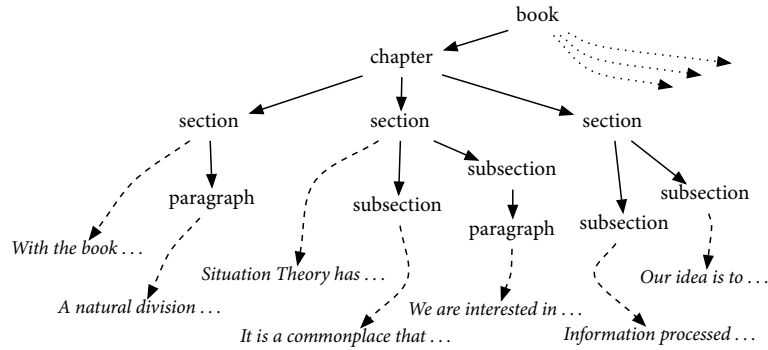 book
chapter
section section section
subsection
paragraph subsection subsection
subsection
paragraph
With the book . . .
Situation Theory has . . . Our idea is to . . .
A natural division . . . We are interested in . . .
It is a commonplace that . . . Information processed . . .